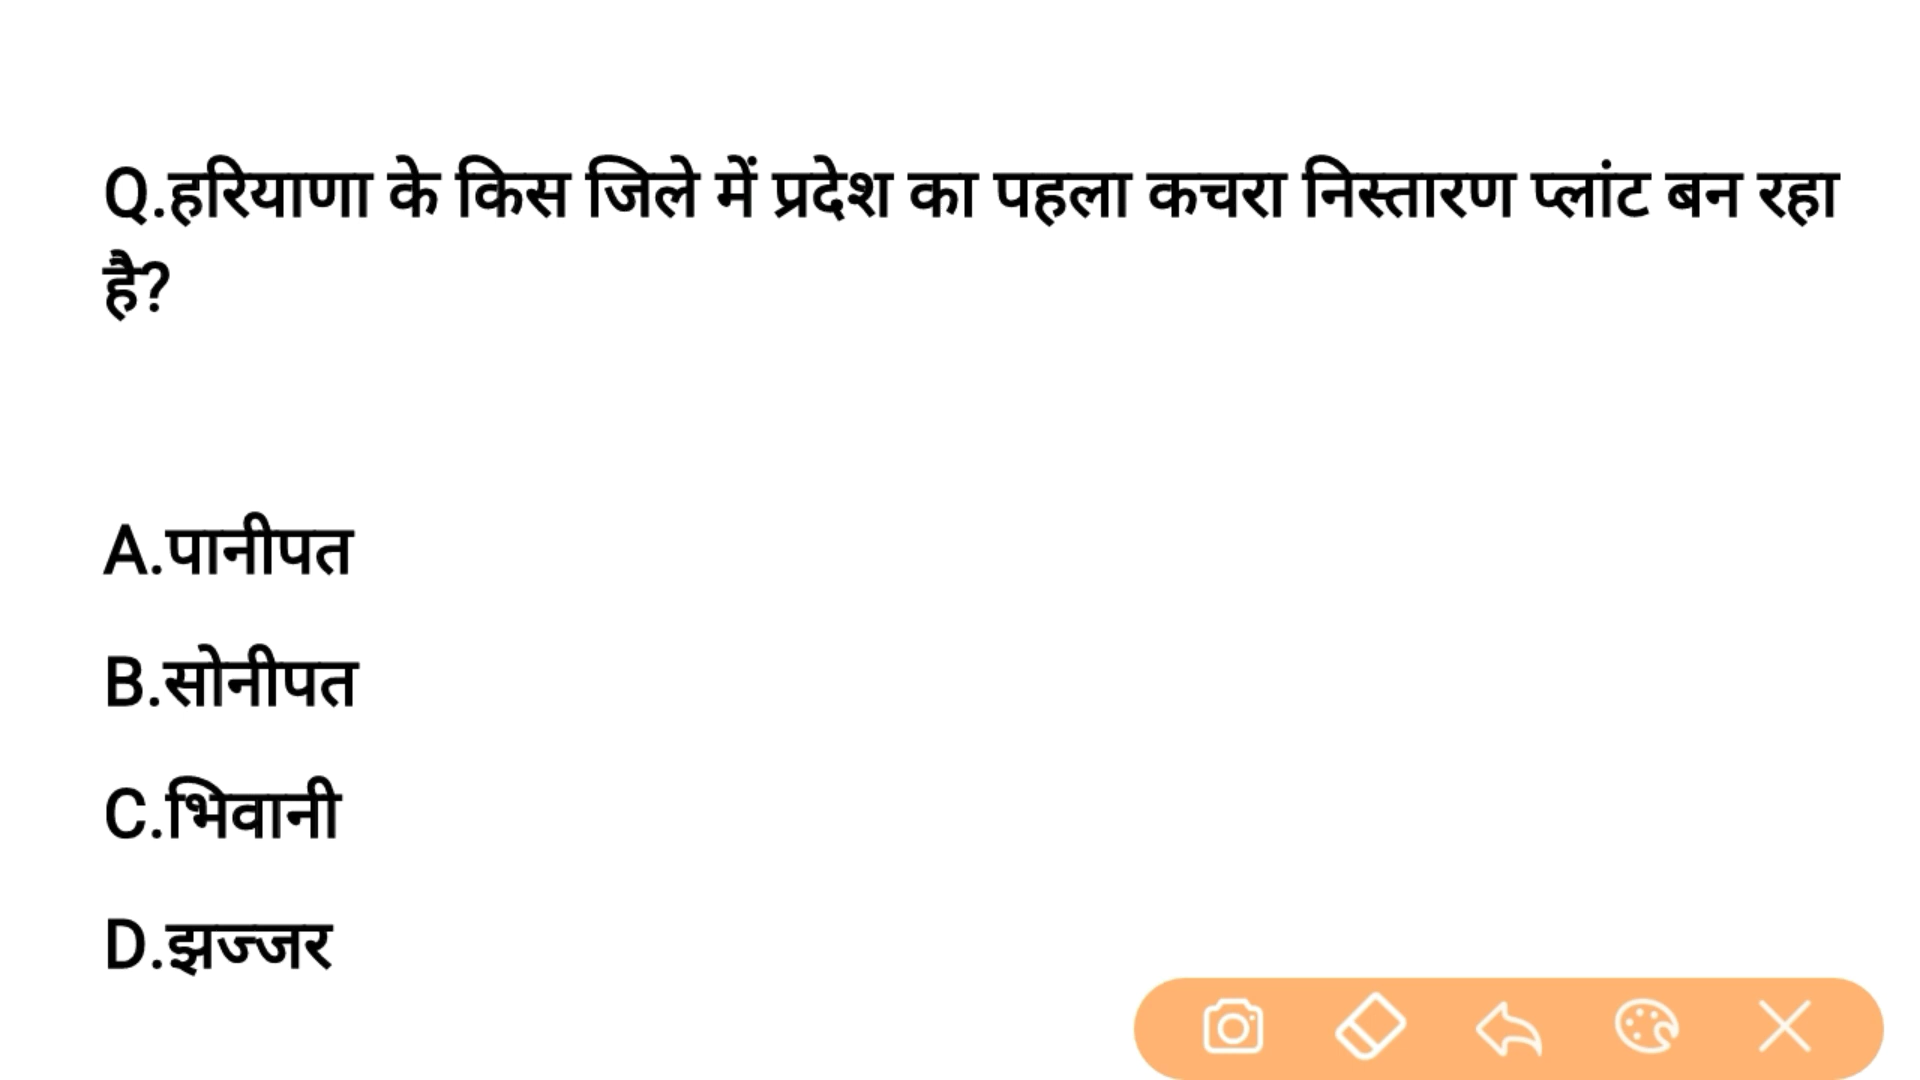 Q.हरियाणा के किस जिले में प्रदेश का पहला कचरा निस्तारण प्लांट बन रहा
है?
A.पानीपत
B.सोनीपत
C.भिवानी
D.झज्जर